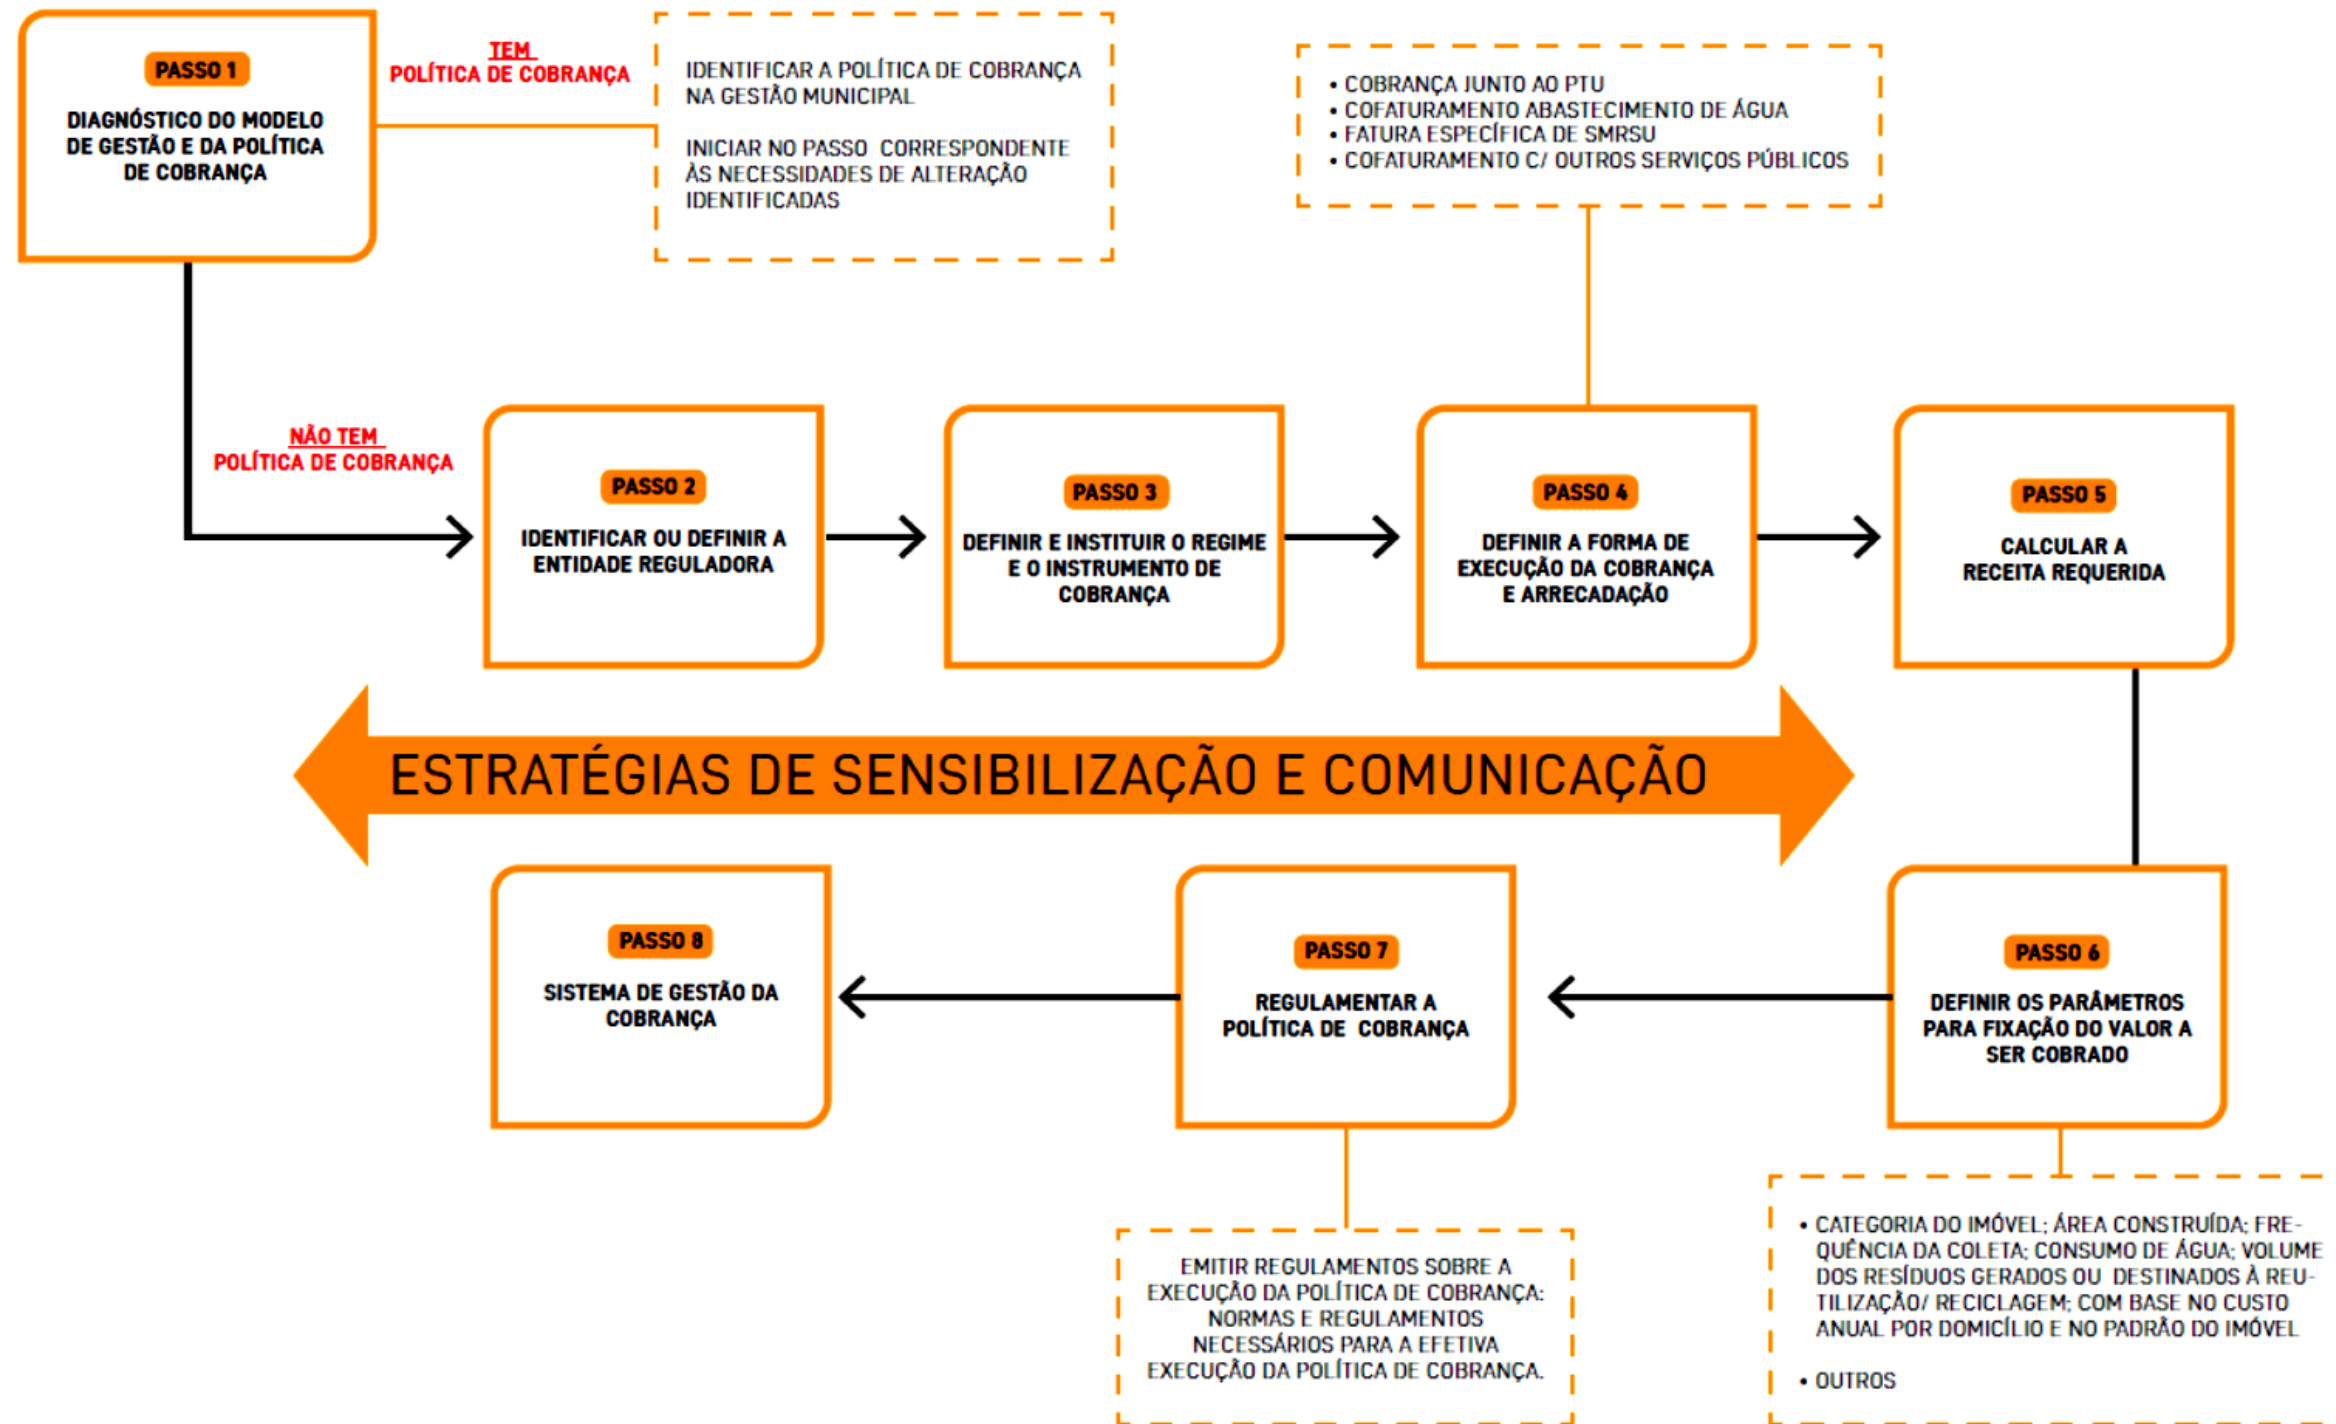 PASSO 1
DIAGNÓSTICO DO MODELO
DE GESTÃO E DA POLÍTICA
DE COBRANÇA
TEM
POLÍTICA DE COBRANÇA
IDENTIFICAR A POLÍTICA DE COBRANÇA
NA GESTÃO MUNICIPAL
INICIAR NO PASSO CORRESPONDENTE
ÀS NECESSIDADES DE ALTERAÇÃO
IDENTIFICADAS
• COBRANÇA JUNTO AO PTU
• COFATURAMENTO ABASTECIMENTO DE ÁGUA
• FATURA ESPECÍFICA DE SMRSU
• COFATURAMENTO C/ OUTROS SERVIÇOS PÚBLICOS
NÃO TEM
POLÍTICA DE COBRANÇA
PASSO 2
IDENTIFICAR OU DEFINIR A
ENTIDADE REGULADORA
PASSO 3
DEFINIR E INSTITUIR O REGIME
E O INSTRUMENTO DE
COBRANÇA
PASSO 4
DEFINIR A FORMA DE
EXECUÇÃO DA COBRANÇA
E ARRECADAÇÃO
PASSO 5
CALCULAR A
RECEITA REQUERIDA
ESTRATÉGIAS DE SENSIBILIZAÇÃO E COMUNICAÇÃO
PASSO 8
SISTEMA DE GESTÃO DA
COBRANÇA
PASSO 7
REGULAMENTAR A
POLÍTICA DE COBRANÇA
PASSO 6
DEFINIR OS PARÂMETROS
PARA FIXAÇÃO DO VALOR A
SER COBRADO
EMITIR REGULAMENTOS SOBRE A
EXECUÇÃO DA POLÍTICA DE COBRANÇA:
NORMAS E REGULAMENTOS
NECESSÁRIOS PARA A EFETIVA
EXECUÇÃO DA POLÍTICA DE COBRANÇA.
• CATEGORIA DO IMÓVEL; ÁREA CONSTRUÍDA; FRE-
QUÊNCIA DA COLETA; CONSUMO DE ÁGUA; VOLUME
DOS RESÍDUOS GERADOS OU DESTINADOS À REU-
TILIZAÇÃO/ RECICLAGEM; COM BASE NO CUSTO
ANUAL POR DOMICÍLIO E NO PADRÃO DO IMÓVEL
• OUTROS